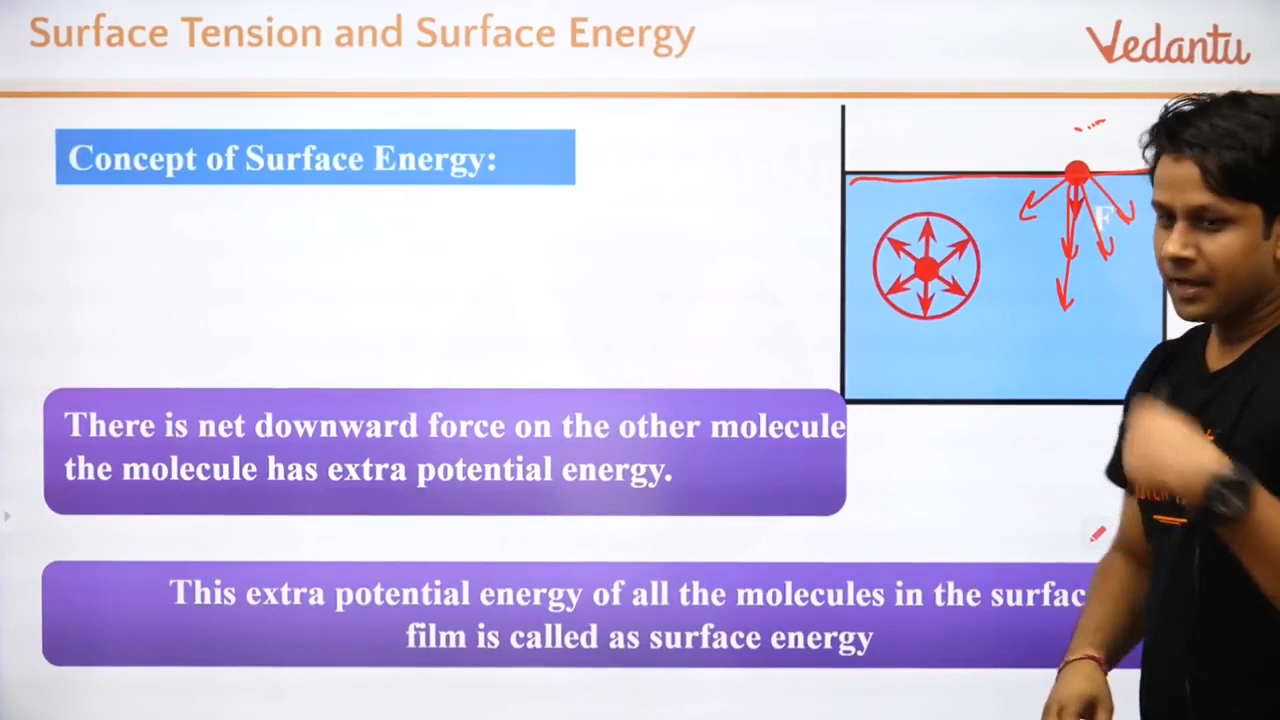 Surface Tension and Surface Energy
Vedantu
Concept of Surface Energy:
F
There is net downward force on the other molecule
the molecule has extra potential energy.
This extra potential energy of all the molecules in the surfac
film is called as surface energy